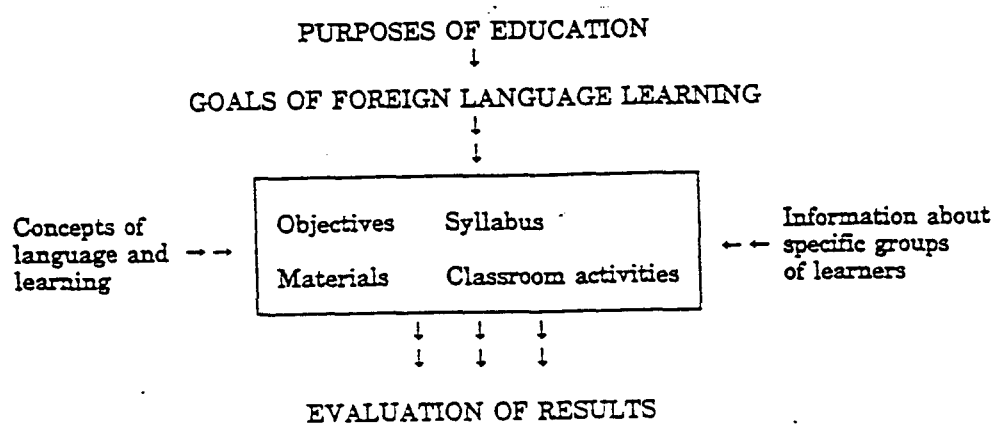 PURPOSES OF EDUCATION
↓
GOALS OF FOREIGN LANGUAGE LEARNING
↓
↓
Concepts of
language and → →
learning
Objectives Syllabus
Materials Classroom activities
Information about
← ← specific groups
of learners
↓ ↓ ↓
↓ ↓ ↓
EVALUATION OF RESULTS